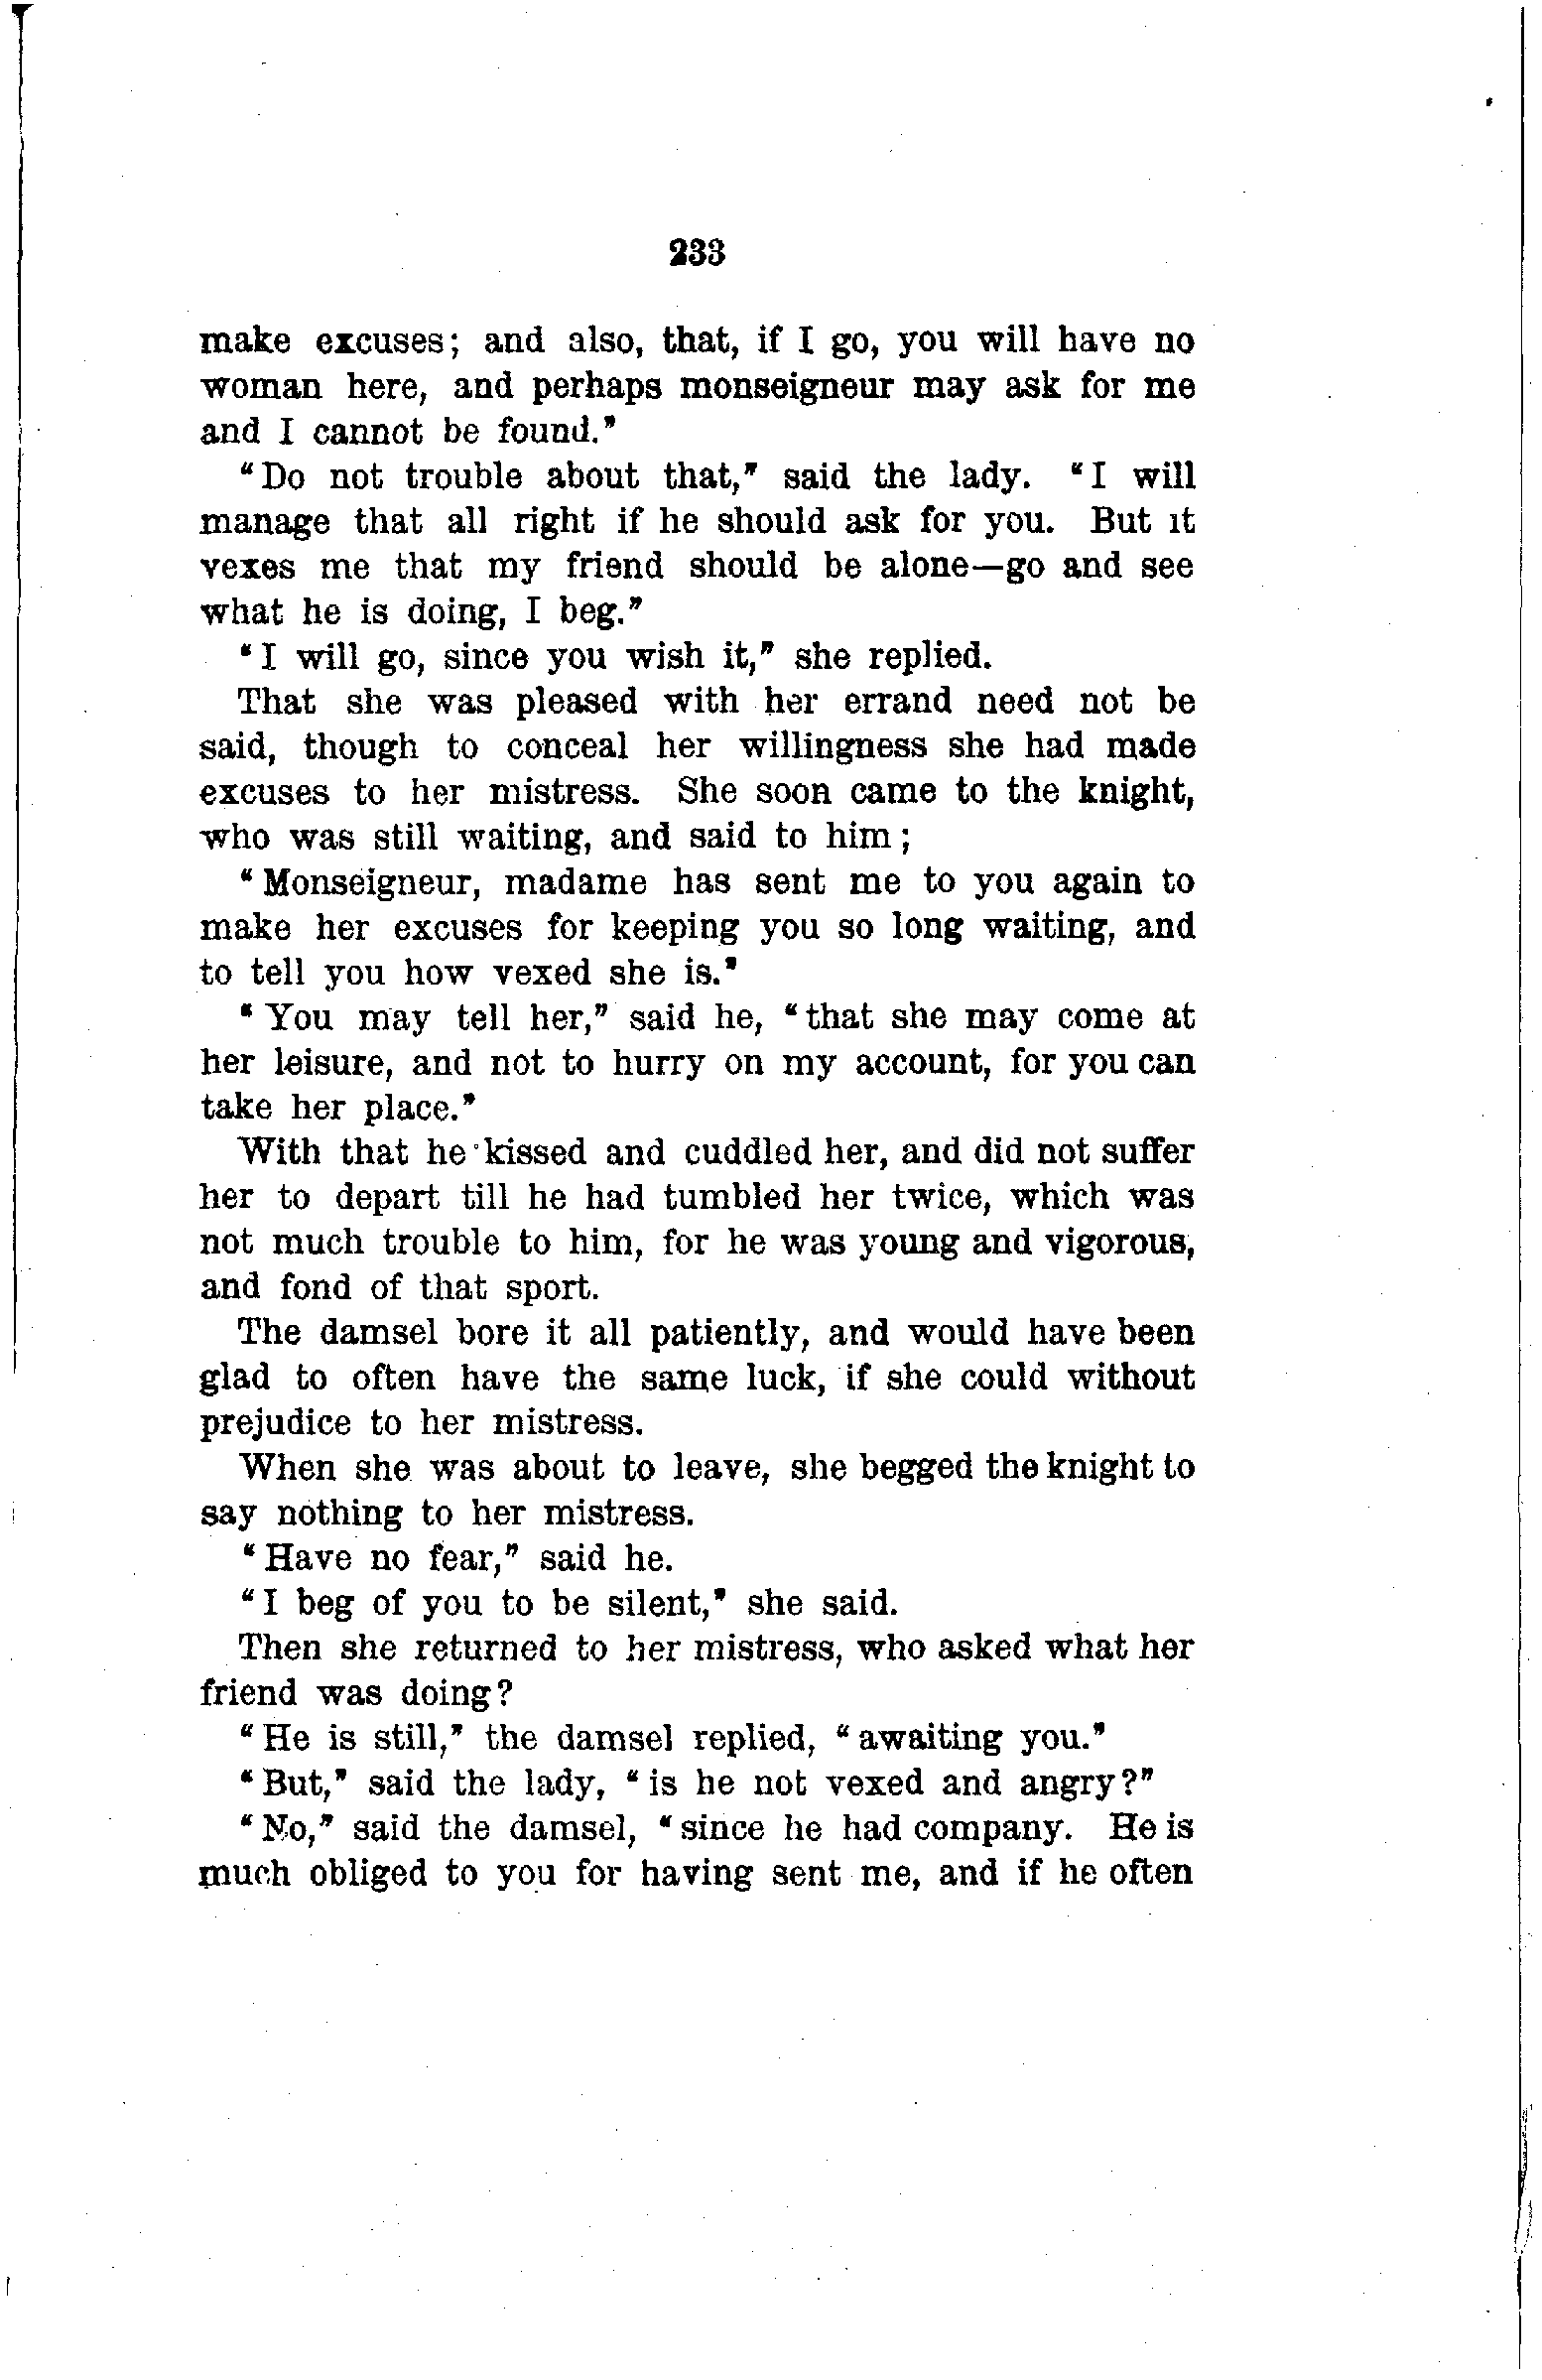 233
make excuses; and also, that, if I go, you will have no
woman here, and perhaps monseigneur may ask for me
and I cannot be found."
"Do not trouble about that," said the lady. "I will
manage that all right if he should ask for you. But it
vexes me that my friend should be alone—go and see
what he is doing, I beg."
"I will go, since you wish it," she replied.
That she was pleased with her errand need not be
said, though to conceal her willingness she had made
excuses to her mistress. She soon came to the knight,
who was still waiting, and said to him;
"Monseigneur, madame has sent me to you again to
make her excuses for keeping you so long waiting, and
to tell you how vexed she is."
"You may tell her," said he, "that she may come at
her leisure, and not to hurry on my account, for you can
take her place."
With that he kissed and cuddled her, and did not suffer
her to depart till he had tumbled her twice, which was
not much trouble to him, for he was young and vigorous,
and fond of that sport.
The damsel bore it all patiently, and would have been
glad to often have the same luck, if she could without
prejudice to her mistress.
When she was about to leave, she begged the knight to
say nothing to her mistress.
"Have no fear," said he.
"I beg of you to be silent," she said.
Then she returned to her mistress, who asked what her
friend was doing?
"He is still," the damsel replied, "awaiting you."
"But," said the lady, "is he not vexed and angry?"
"No," said the damsel, "since he had company. He is
much obliged to you for having sent me, and if he often